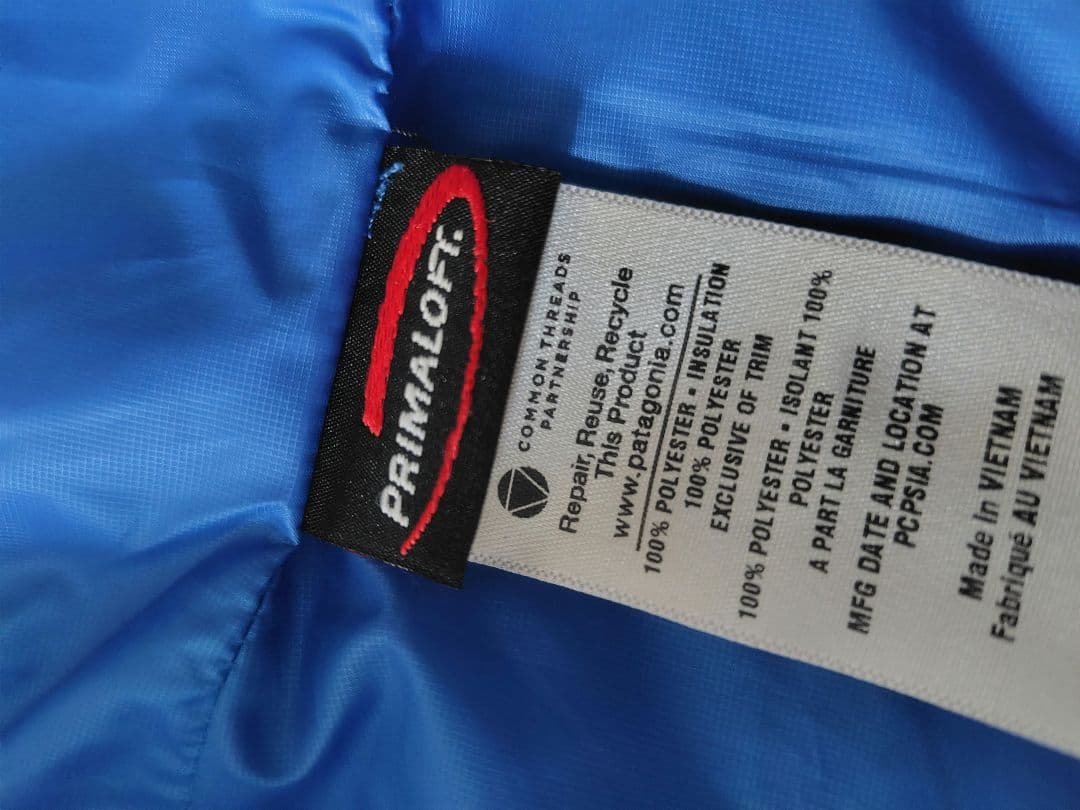 PRIMALOFT.
COMMON THREADS
PARTNERSHIP
Repair, Reuse, Recycle
This Product
www.patagonia.com
100% POLYESTER • INSULATION
100% POLYESTER
EXCLUSIVE OF TRIM
100% POLYESTER • ISOLANT 100%
POLYESTER
A PART LA GARNITURE
MFG DATE AND LOCATION AT
PCPSIA.COM
Made in VIETNAM
Fabriqué AU VIETNAM